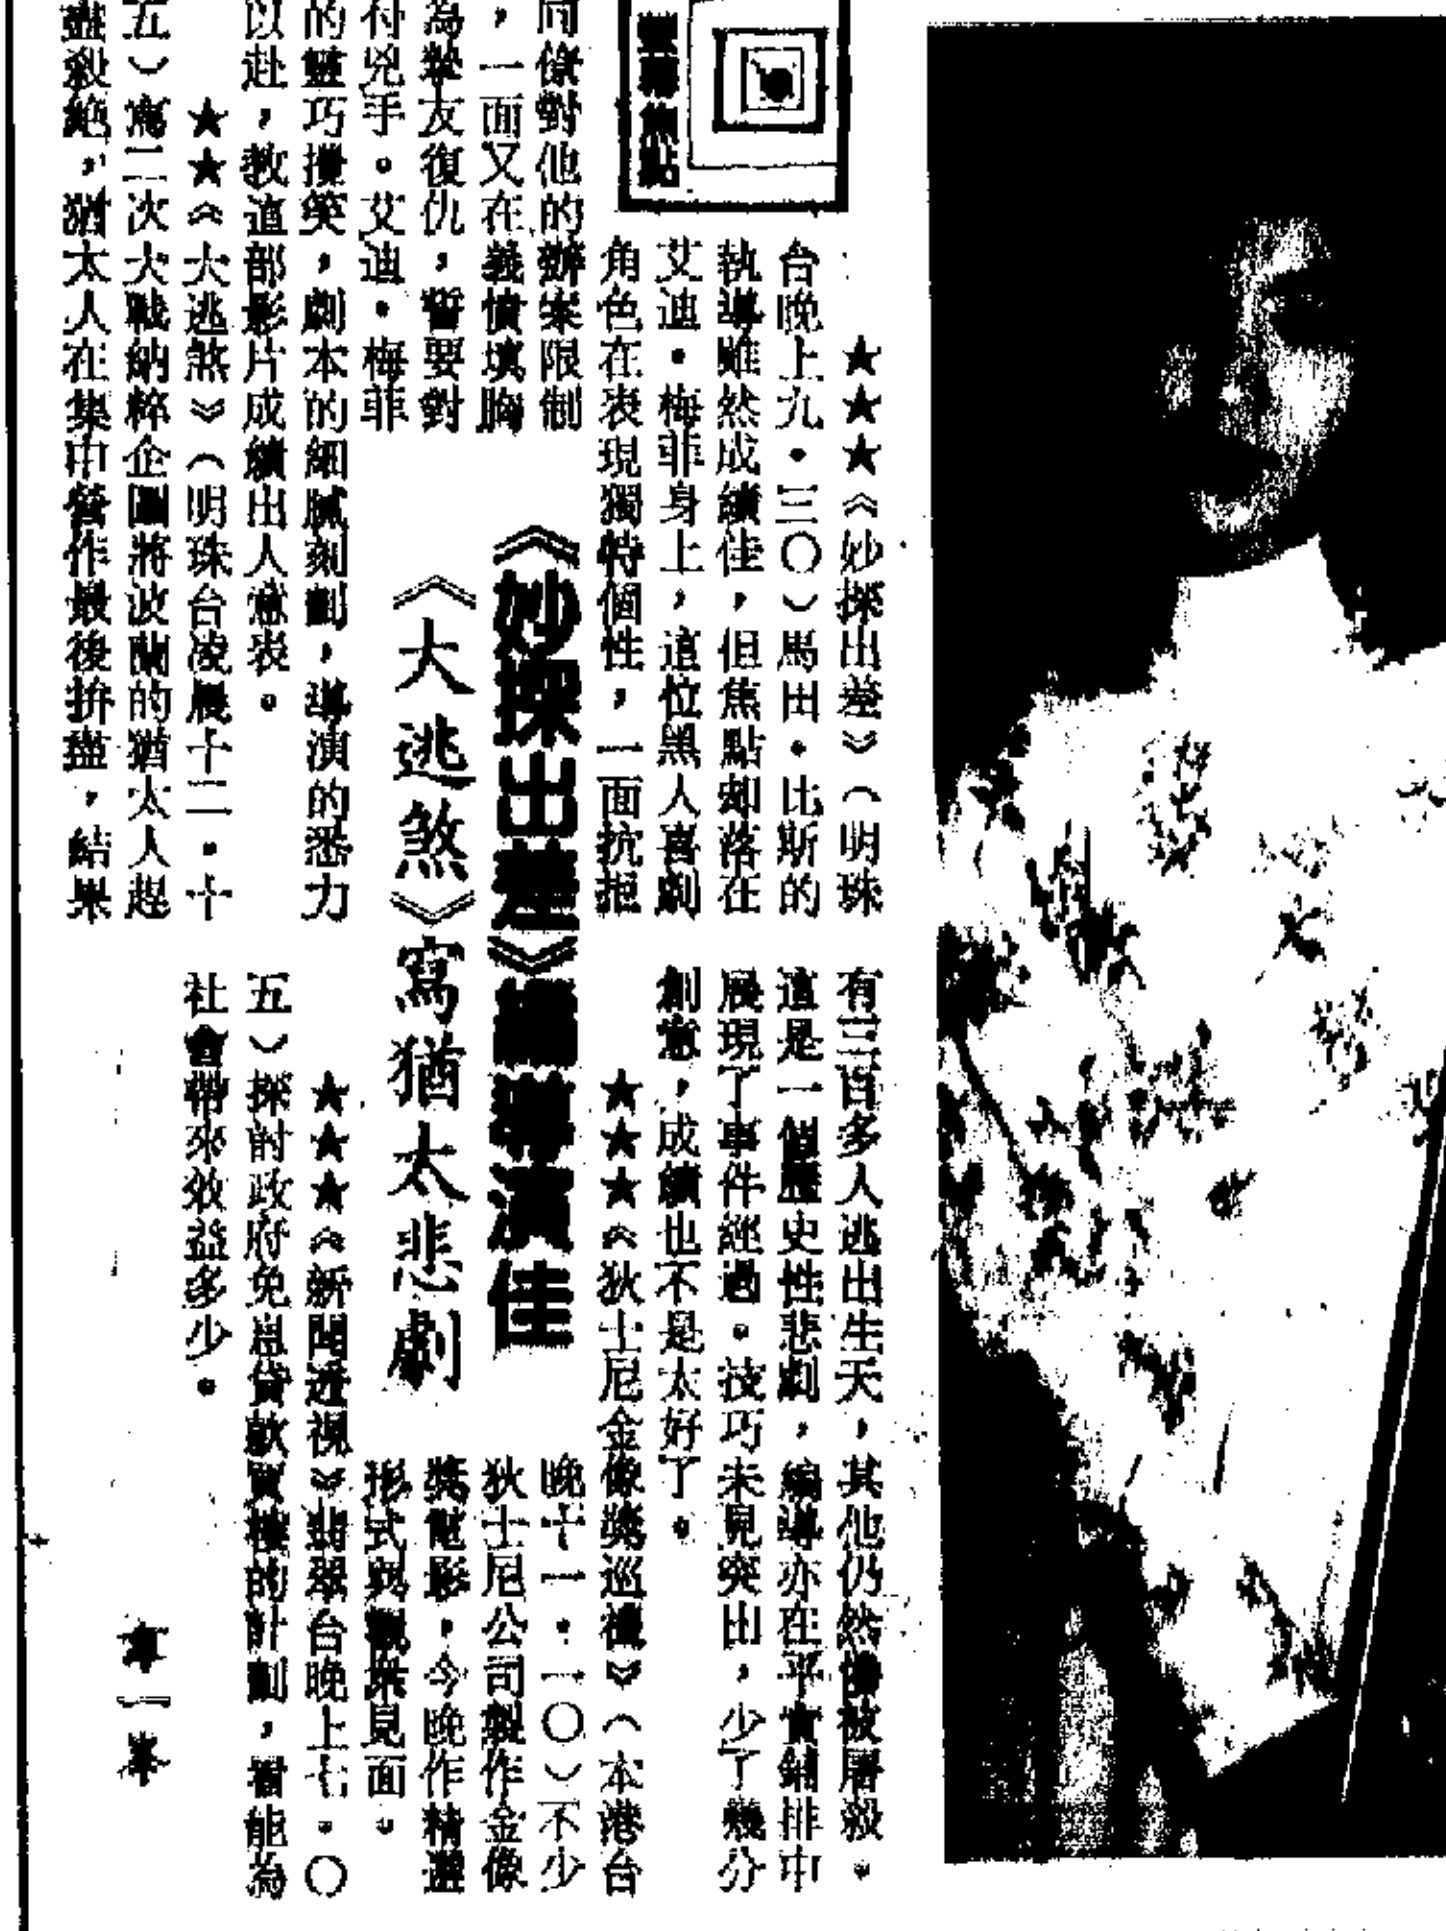 螢幕焦點
《妙探出差》編導演佳
《大逃煞》寫猶太悲劇
★★★《妙探出差》（明珠
台晚上九・三〇）馬田・比斯的
執導雖然成績佳，但焦點却落在
艾迪・梅菲身上，這位黑人喜劇
角色在表現獨特個性，一面抗拒
同僚對他的辦案限制
，一面又在義憤填胸
為摯友復仇，誓要對
付兇手。艾迪・梅菲
的靈巧攪笑，劇本的細膩刻劃，導演的悉力
以赴，教這部影片成績出人意表。
★★《大逃煞》（明珠台凌晨十二・十
五）寫二次大戰納粹企圖將波蘭的猶太人趕
盡殺絕，猶太人在集中營作最後拚盡，結果
有三百多人逃出生天，其他仍然慘被屠殺。
這是一個歷史性悲劇，編導亦在平實鋪排中
展現了事件經過。技巧未見突出，少了幾分
創意，成績也不是太好了。
★★★《狄士尼金像獎巡禮》（本港台
晚十一・一〇）不少
狄士尼公司製作金像
獎電影，今晚作精選
形式與觀眾見面。
★★★《新聞透視》翡翠台晚上七・〇
五）探討政府免息貸款買樓的計劃，看能為
社會帶來效益多少。
韋一峯